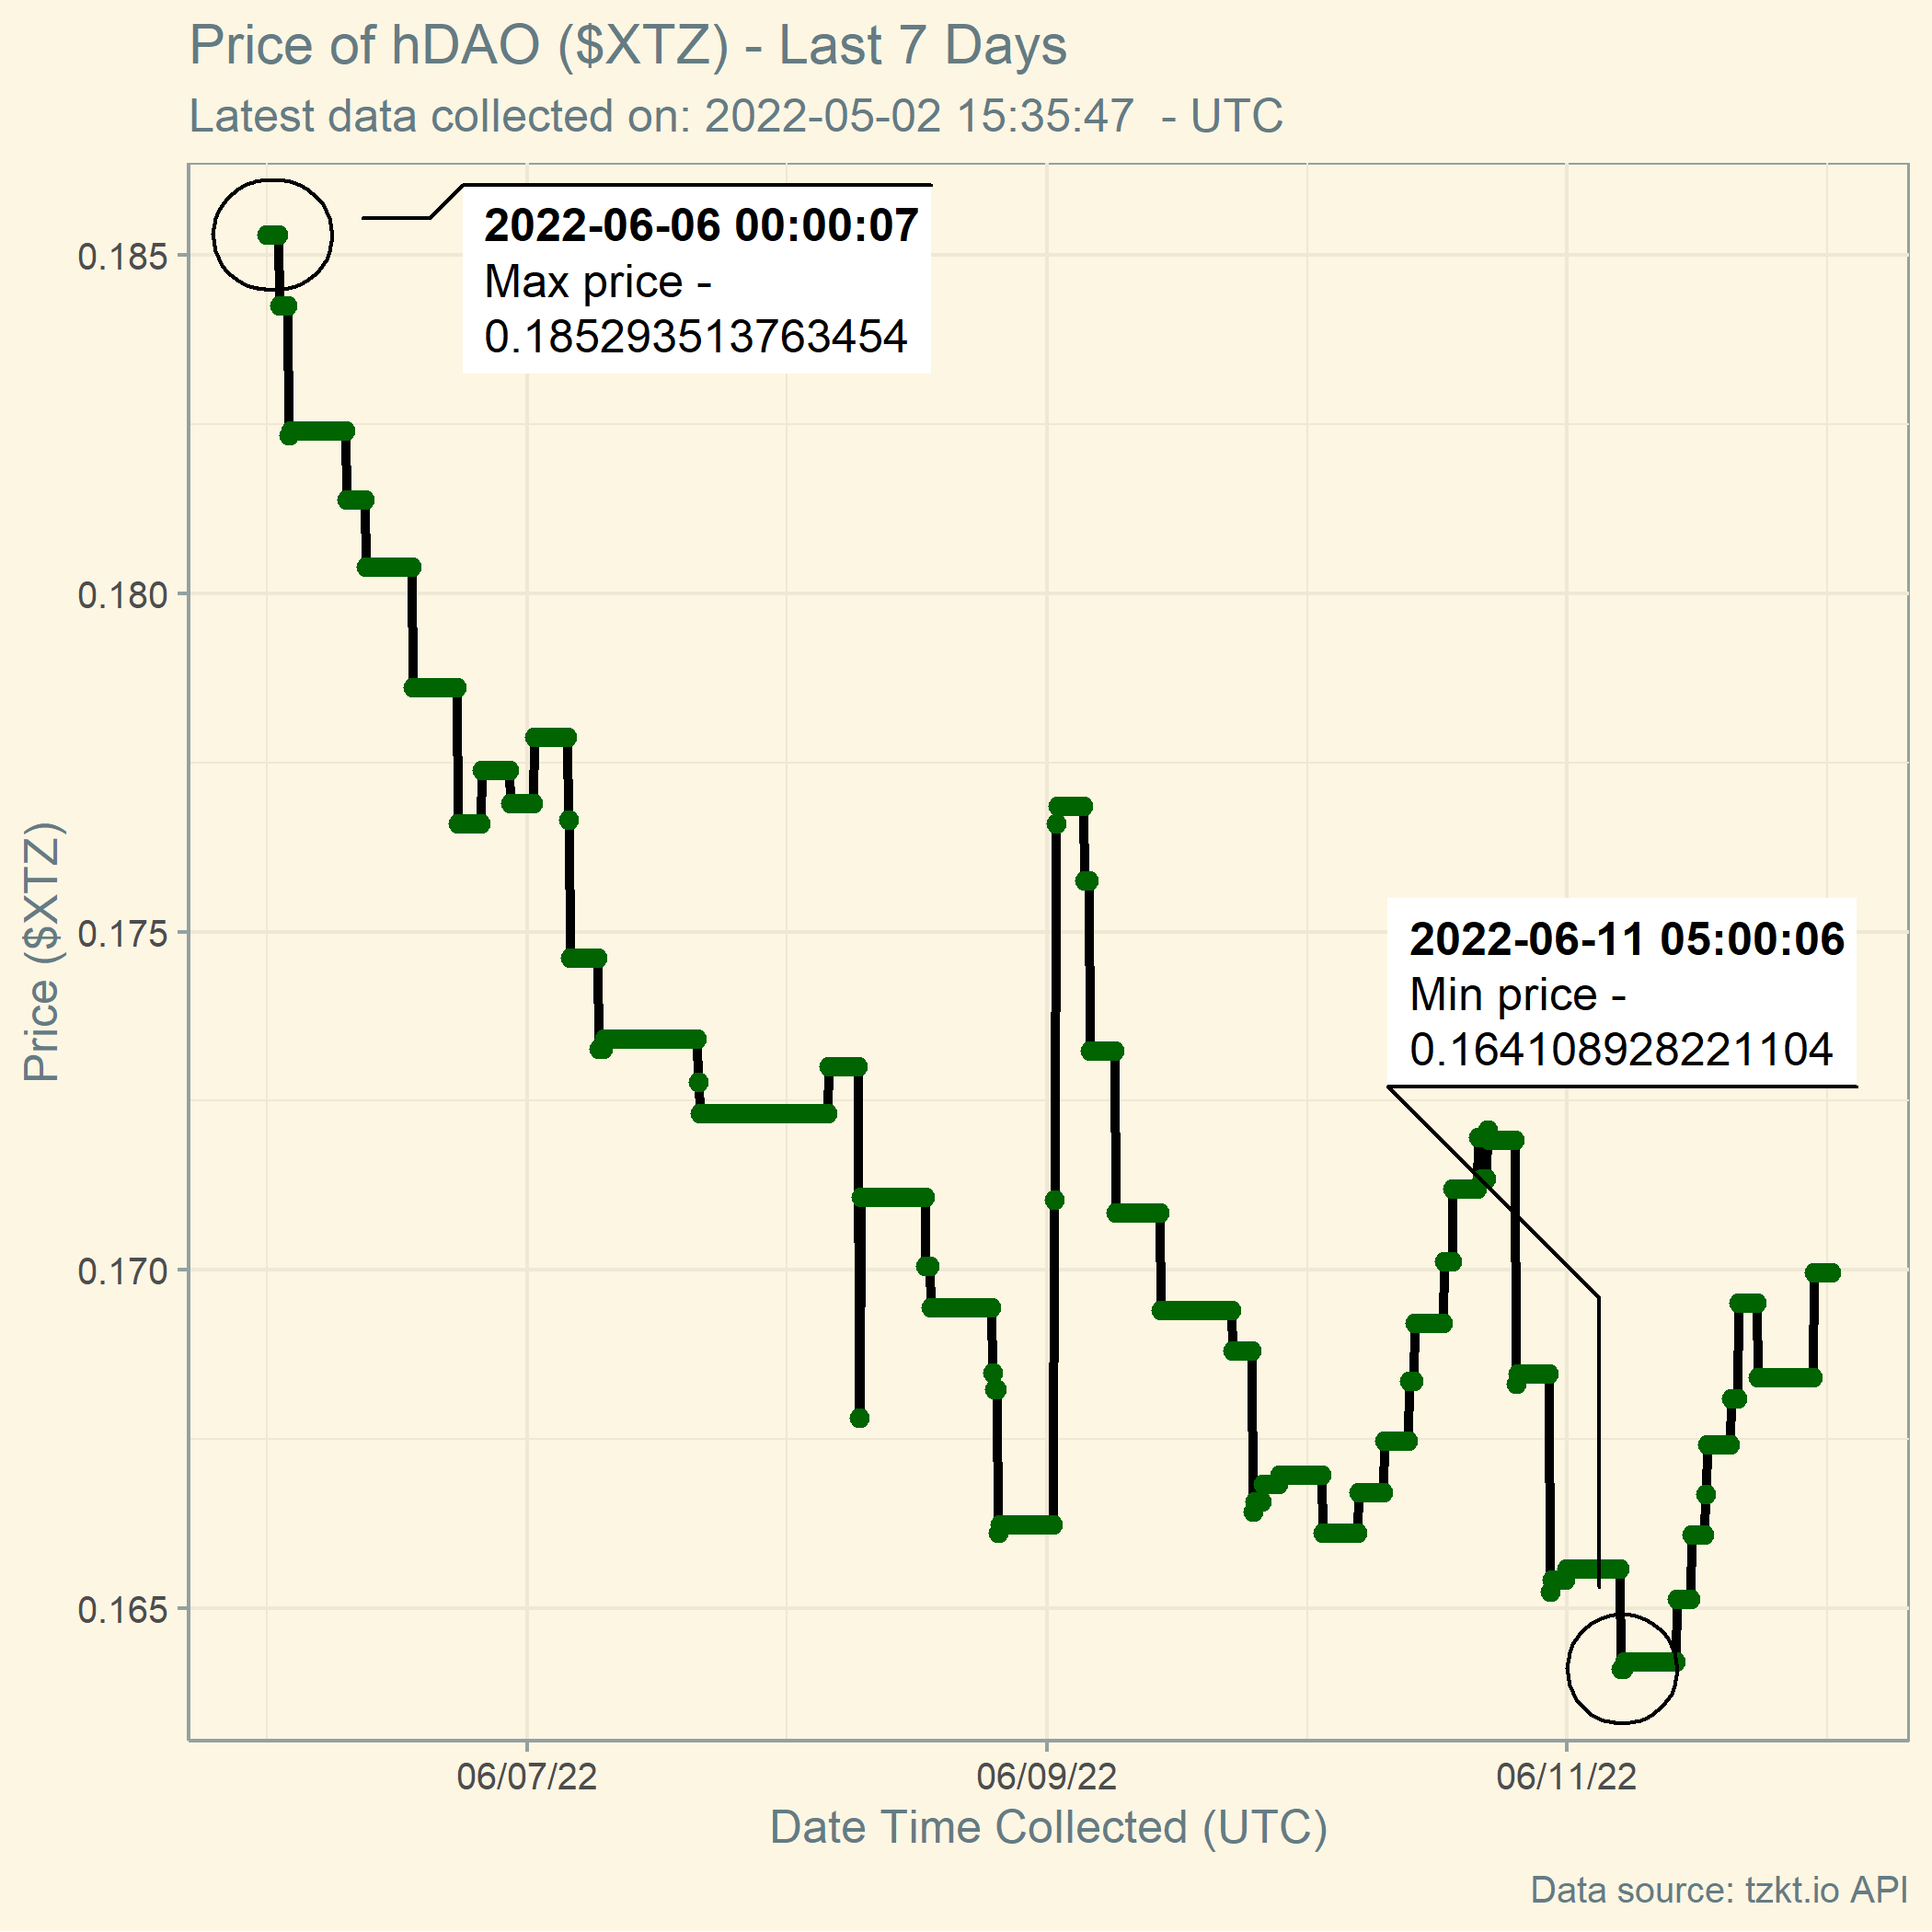 Price of hDAO ($XTZ) - Last 7 Days
Latest data collected on: 2022-05-02 15:35:47  - UTC
2022-06-06 00:00:07
Max price -
0.185293513763454
0.185
0.180
0.175
0.170
0.165
Price ($XTZ)
2022-06-11 05:00:06
Min price -
0.164108928221104
06/07/22
06/09/22
06/11/22
Date Time Collected (UTC)
Data source: tzkt.io API